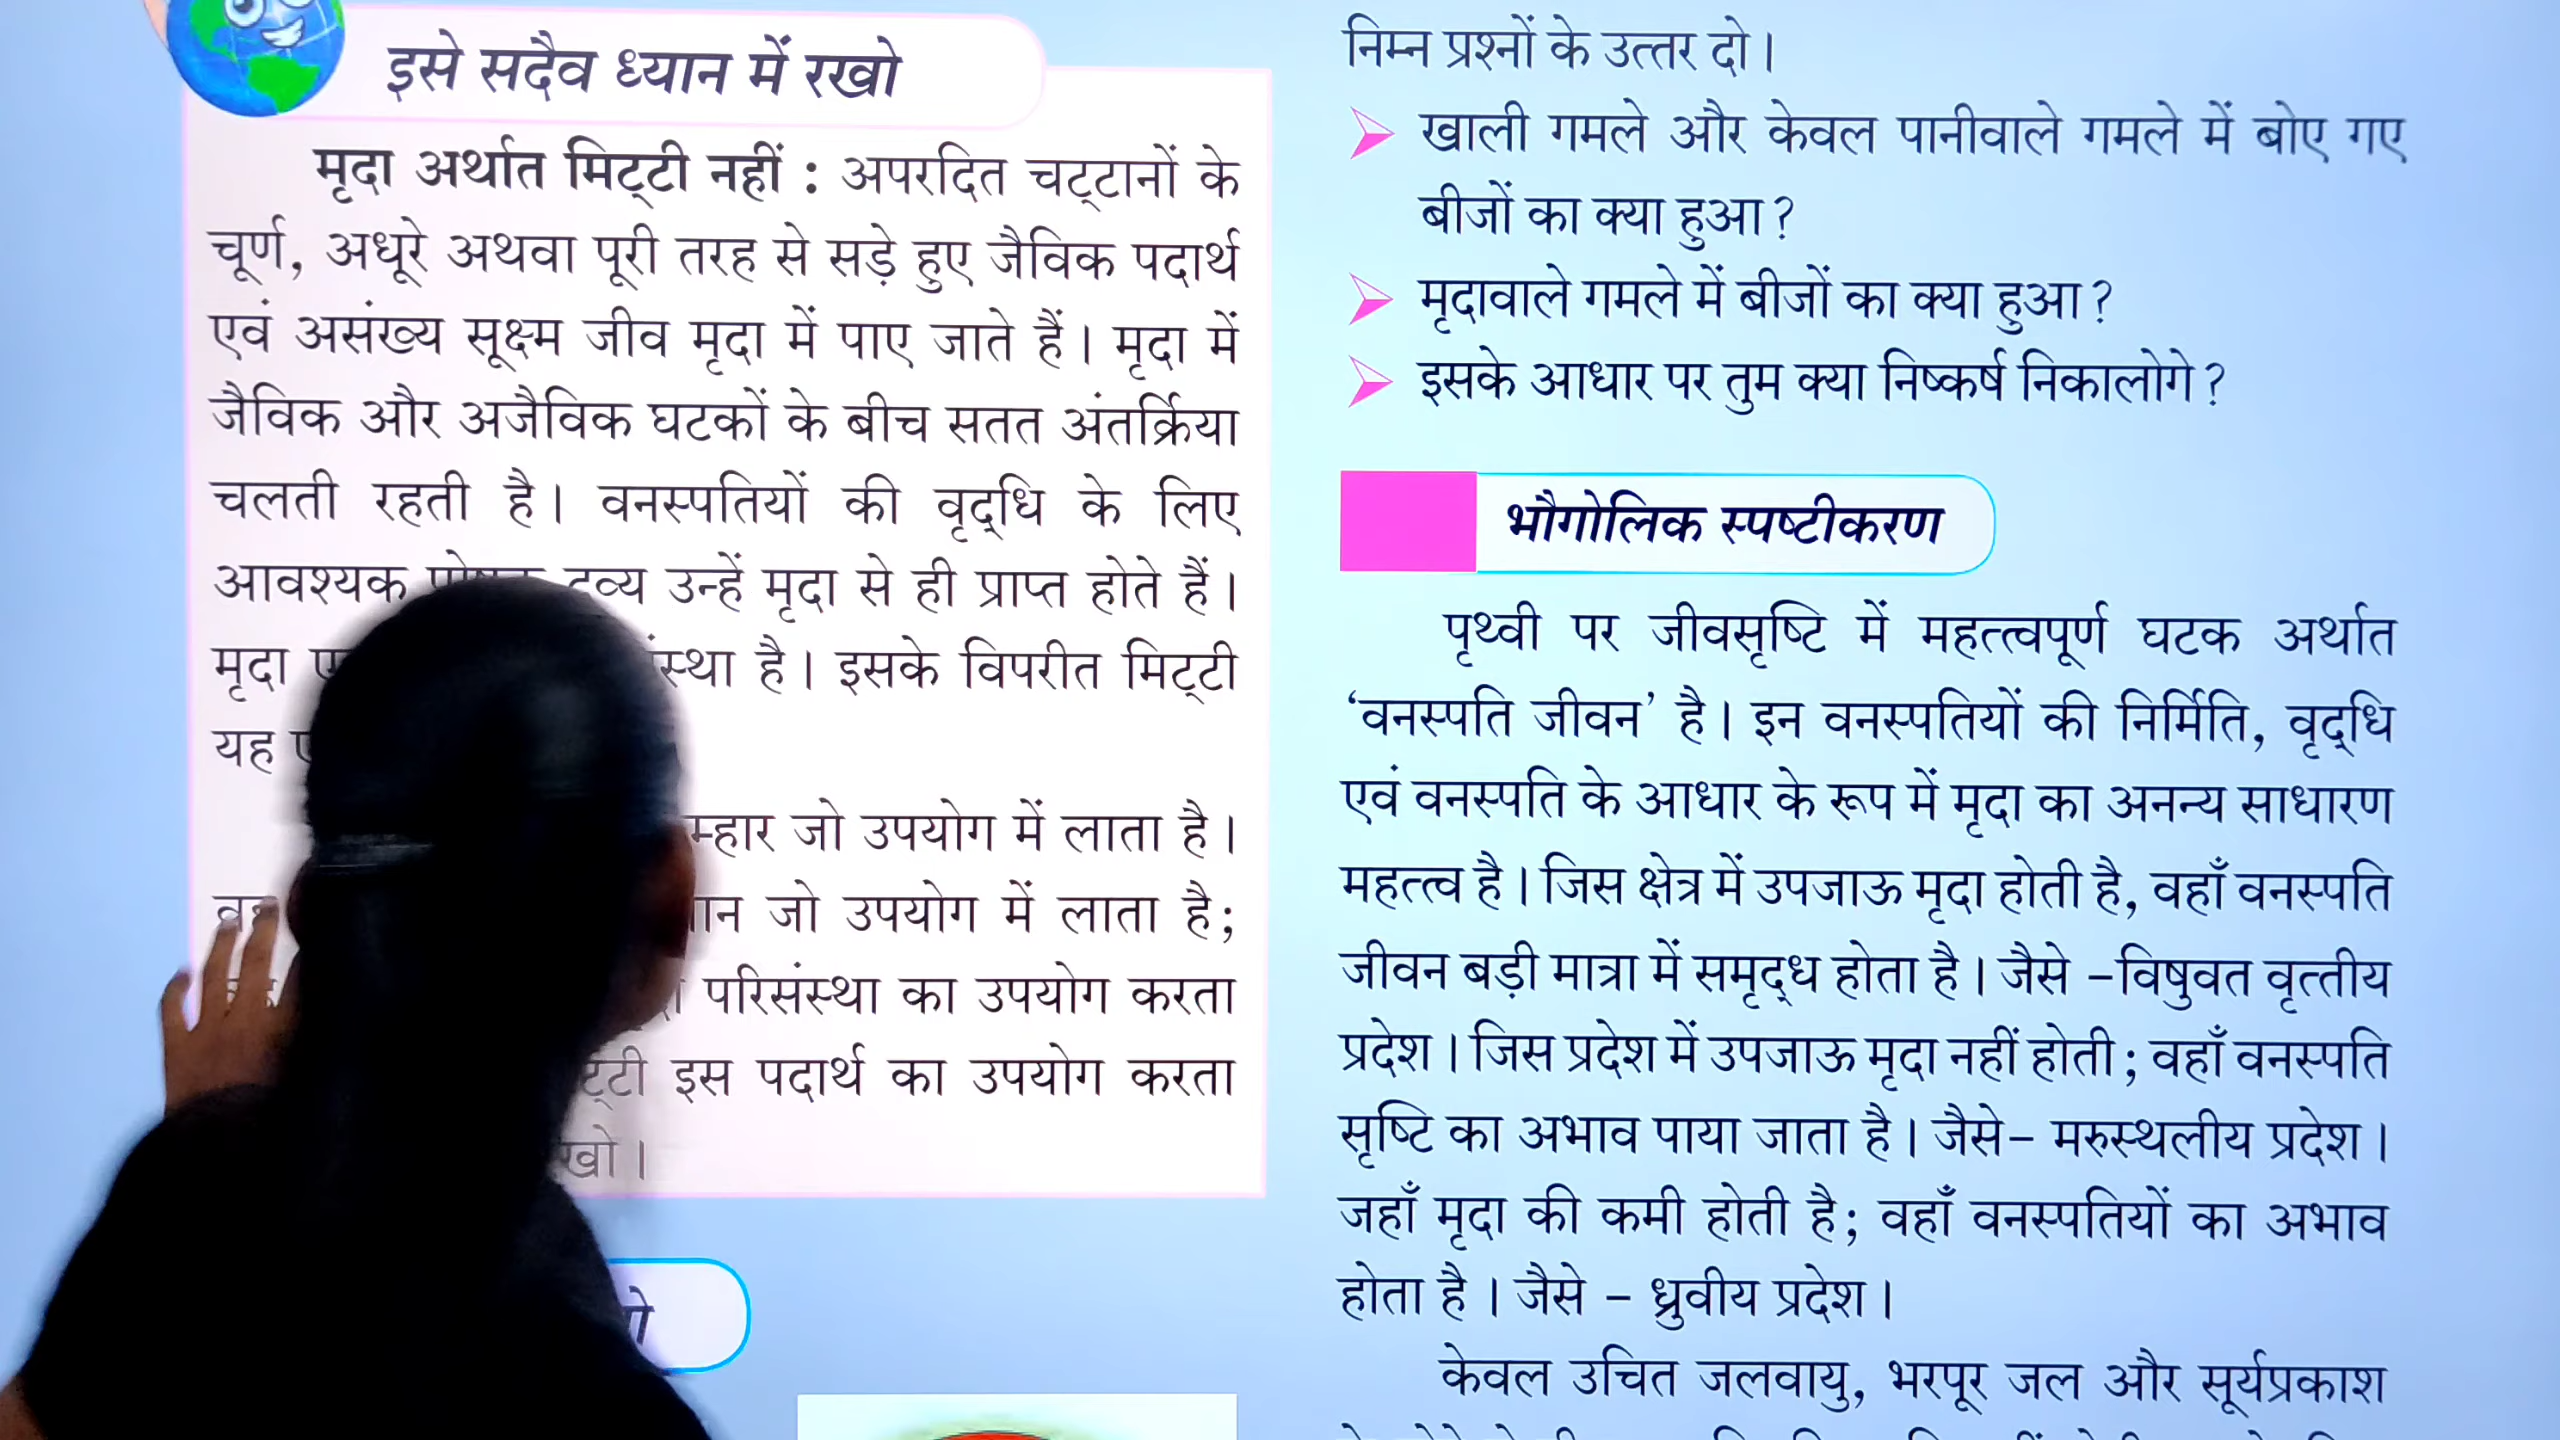 इसे सदैव ध्यान में रखो
मृदा अर्थात मिट्टी नहीं : अपरदित चट्टानों के
चूर्ण, अधूरे अथवा पूरी तरह से सड़े हुए जैविक पदार्थ
एवं असंख्य सूक्ष्म जीव मृदा में पाए जाते हैं। मृदा में
जैविक और अजैविक घटकों के बीच सतत अंतर्क्रिया
चलती रहती है। वनस्पतियों की वृद्धि के लिए
आवश्यक द्रव्य उन्हें मृदा से ही प्राप्त होते हैं।
मृदा है। इसके विपरीत मिट्टी
यह
जो उपयोग में लाता है।
जो उपयोग में लाता है;
परिसंस्था का उपयोग करता
इस पदार्थ का उपयोग करता
निम्न प्रश्नों के उत्तर दो।
खाली गमले और केवल पानीवाले गमले में बोए गए
बीजों का क्या हुआ?
मृदावाले गमले में बीजों का क्या हुआ?
इसके आधार पर तुम क्या निष्कर्ष निकालोगे?
भौगोलिक स्पष्टीकरण
पृथ्वी पर जीवसृष्टि में महत्त्वपूर्ण घटक अर्थात
‘वनस्पति जीवन’ है। इन वनस्पतियों की निर्मिति, वृद्धि
एवं वनस्पति के आधार के रूप में मृदा का अनन्य साधारण
महत्त्व है। जिस क्षेत्र में उपजाऊ मृदा होती है, वहाँ वनस्पति
जीवन बड़ी मात्रा में समृद्ध होता है। जैसे -विषुवत वृत्तीय
प्रदेश। जिस प्रदेश में उपजाऊ मृदा नहीं होती; वहाँ वनस्पति
सृष्टि का अभाव पाया जाता है। जैसे- मरुस्थलीय प्रदेश।
जहाँ मृदा की कमी होती है; वहाँ वनस्पतियों का अभाव
होता है। जैसे - ध्रुवीय प्रदेश।
केवल उचित जलवायु, भरपूर जल और सूर्यप्रकाश